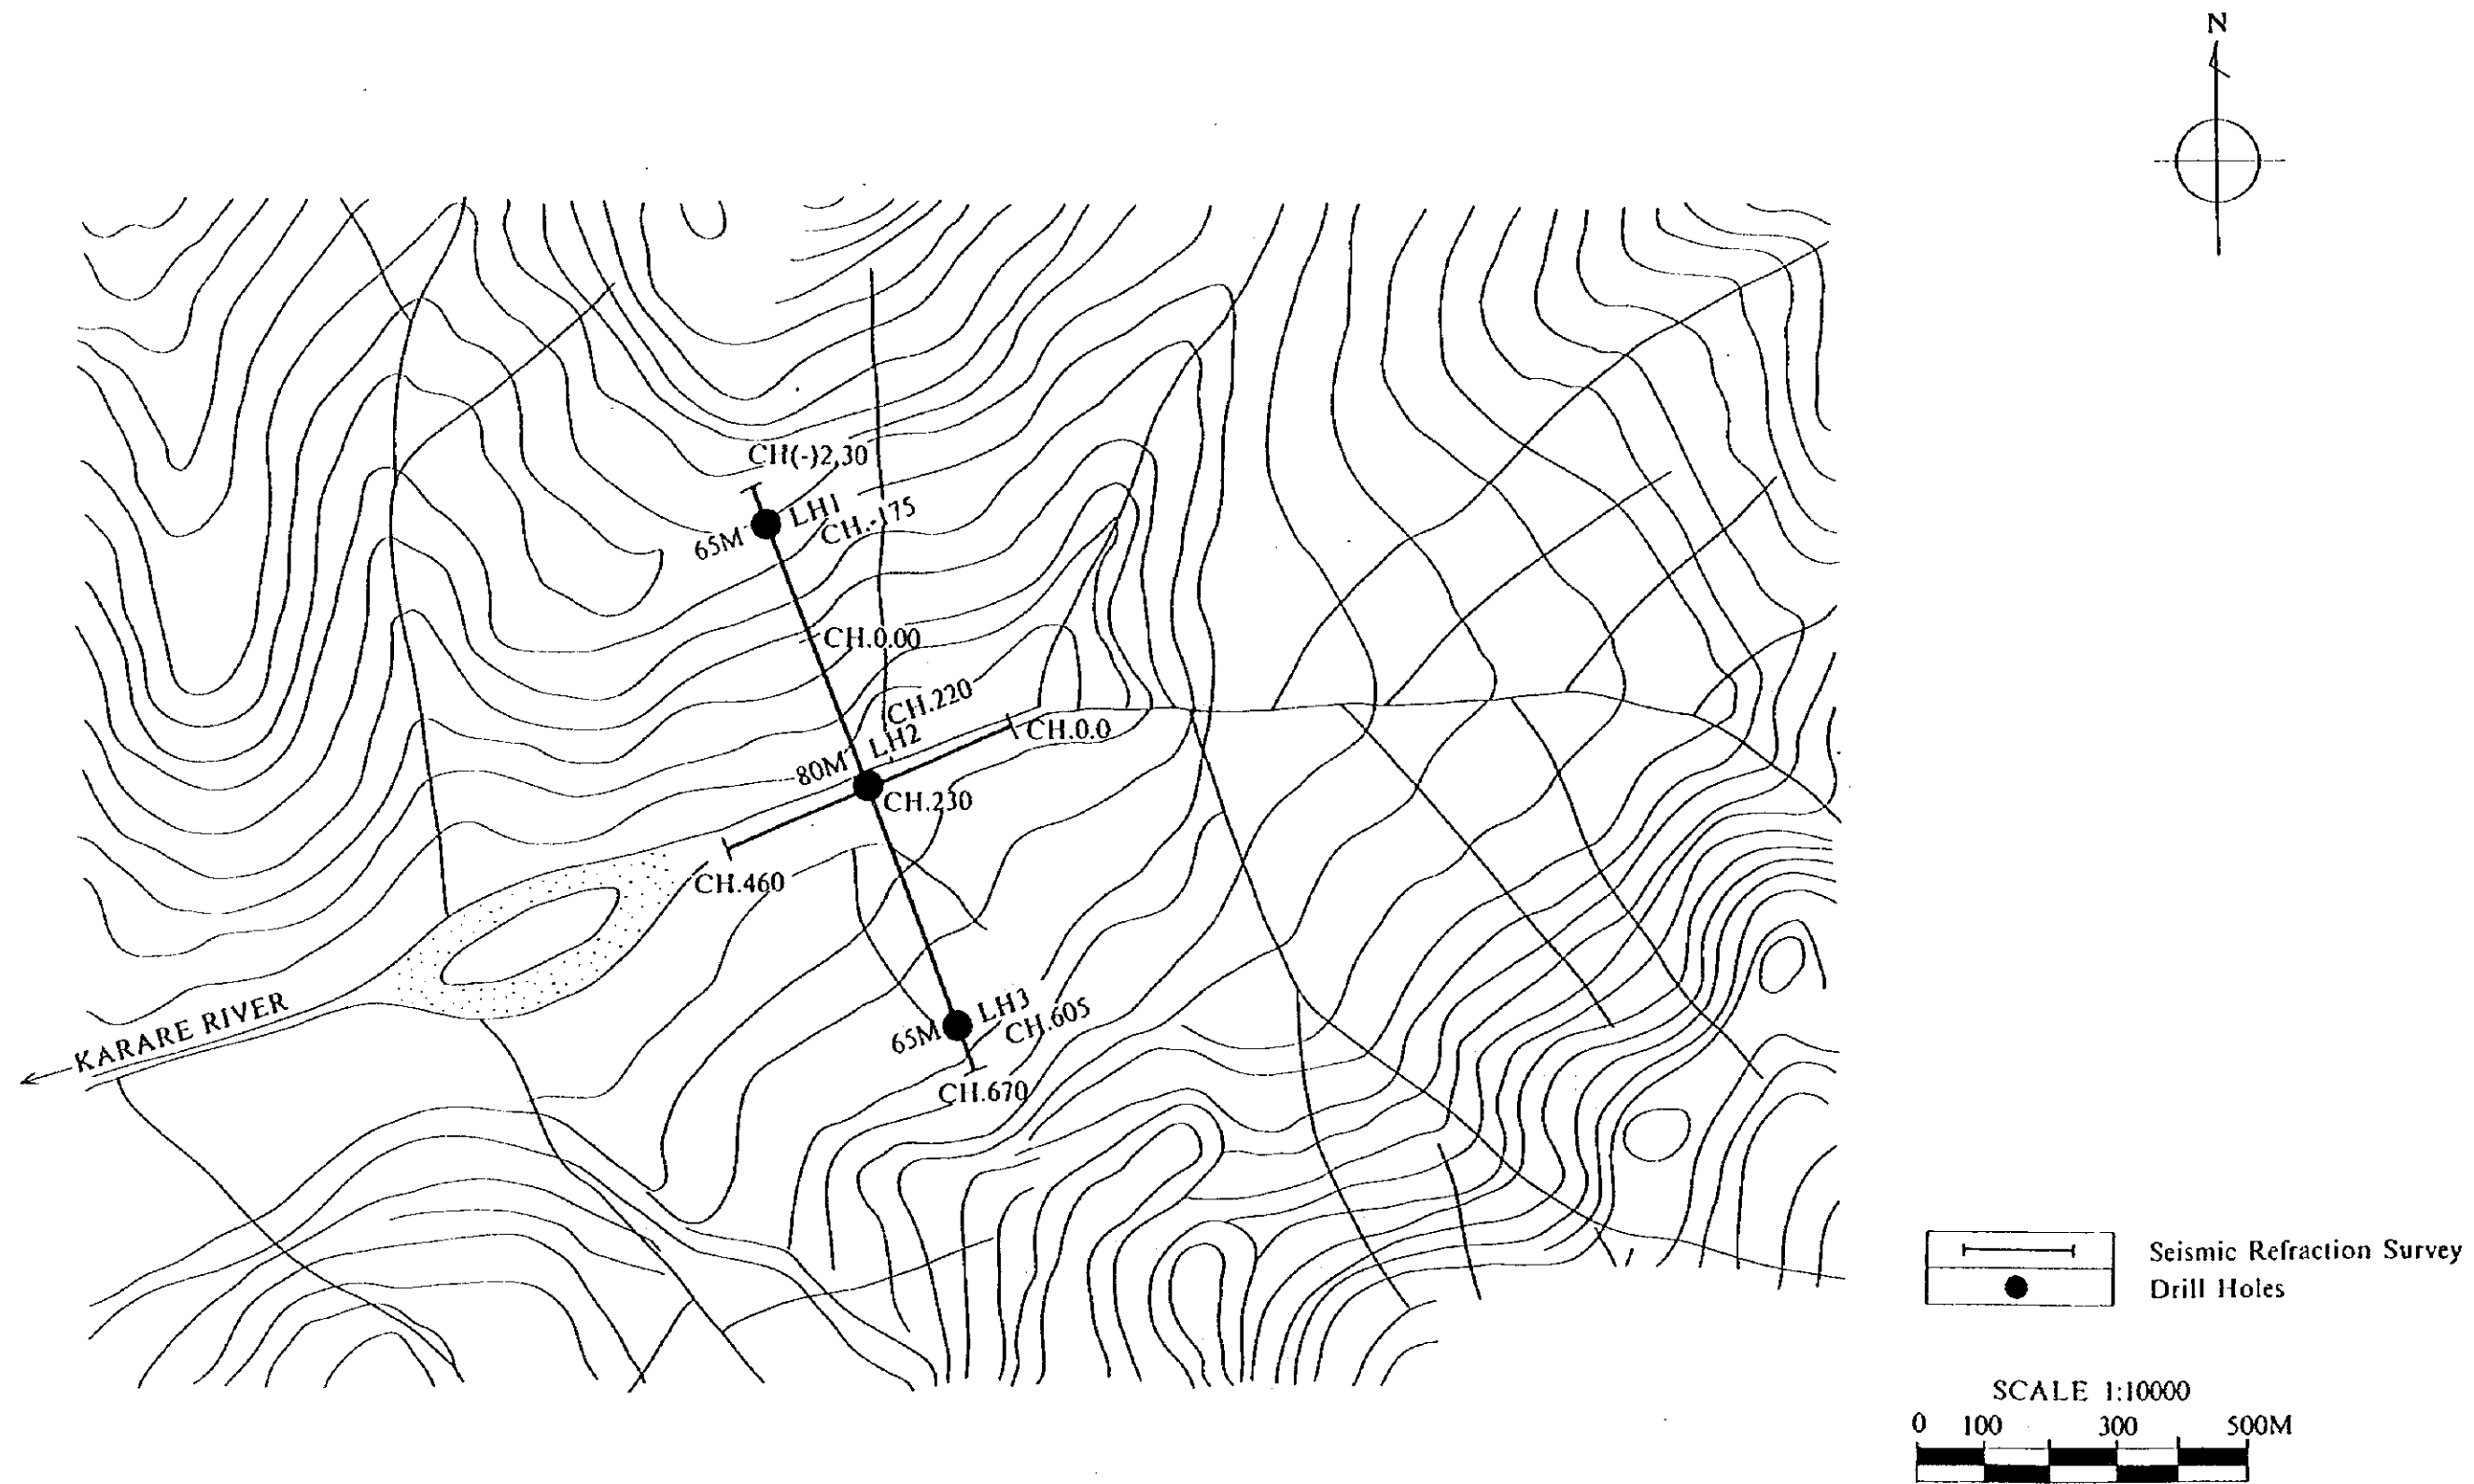 N
CH(-)2,30
LH1
CH.-175
65M
CH.0.00
CH.220
LH2
CH.0.0
80M
CH.230
CH.460
KARARE RIVER
LH3
CH.605
65M
CH.670
Seismic Refraction Survey
Drill Holes
SCALE 1:10000
0 100 300 500M